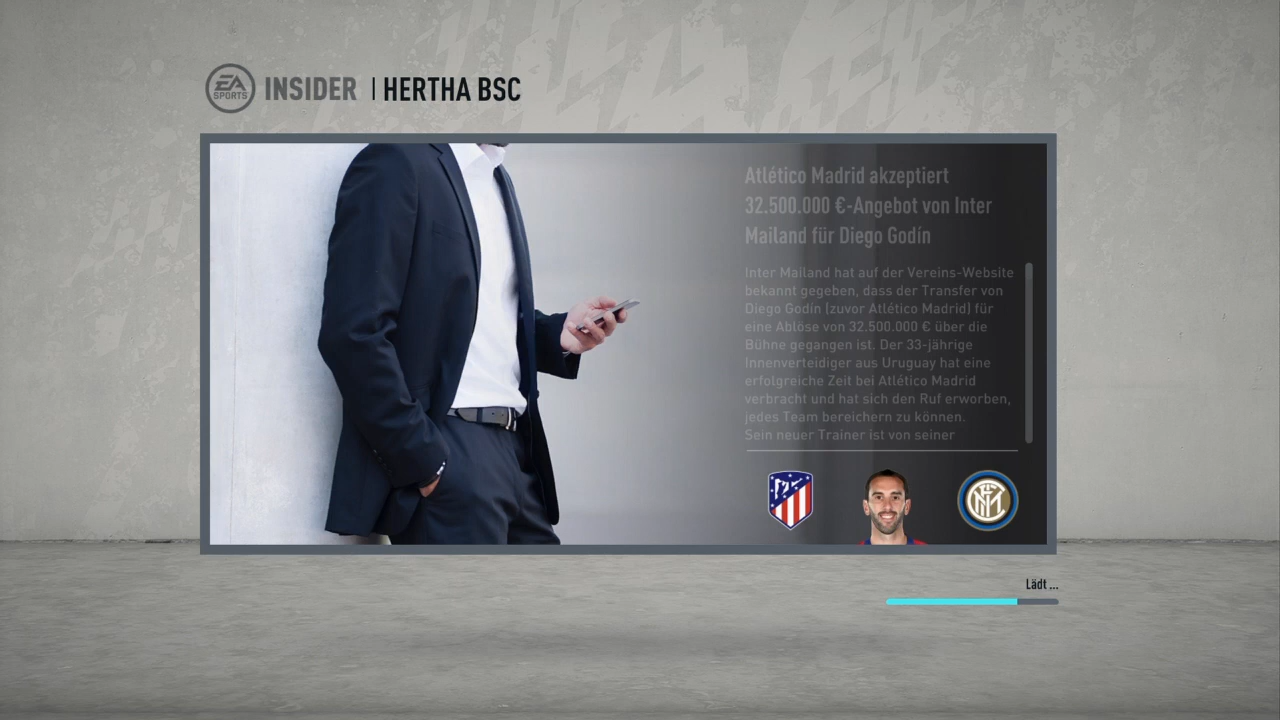 EA SPORTS INSIDER | HERTHA BSC
Atlético Madrid akzeptiert
32.500.000 €-Angebot von Inter
Mailand für Diego Godín
Inter Mailand hat auf der Vereins-Website
bekannt gegeben, dass der Transfer von
Diego Godín (zuvor Atlético Madrid) für
eine Ablöse von 32.500.000 € über die
Bühne gegangen ist. Der 33-jährige
Innenverteidiger aus Uruguay hat eine
erfolgreiche Zeit bei Atlético Madrid
verbracht und hat sich den Ruf erworben,
jedes Team bereichern zu können.
Sein neuer Trainer ist von seiner
Lädt ...